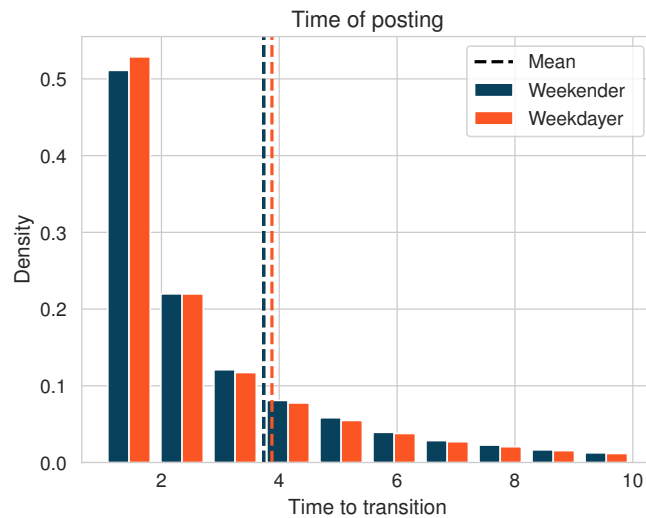 Time of posting
Mean
Weekender
Weekdayer
Density
0.5
0.4
0.3
0.2
0.1
0.0
2 4 6 8 10
Time to transition